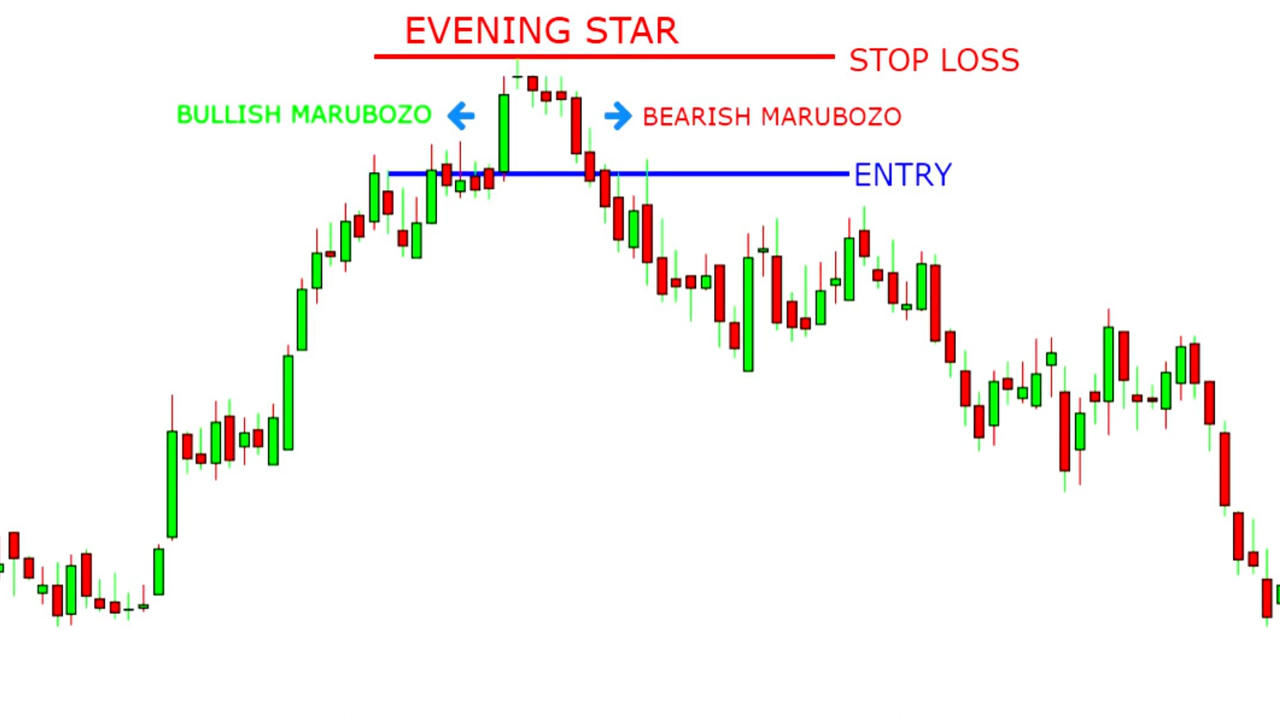 EVENING STAR
STOP LOSS
BULLISH MARUBOZO
BEARISH MARUBOZO
ENTRY